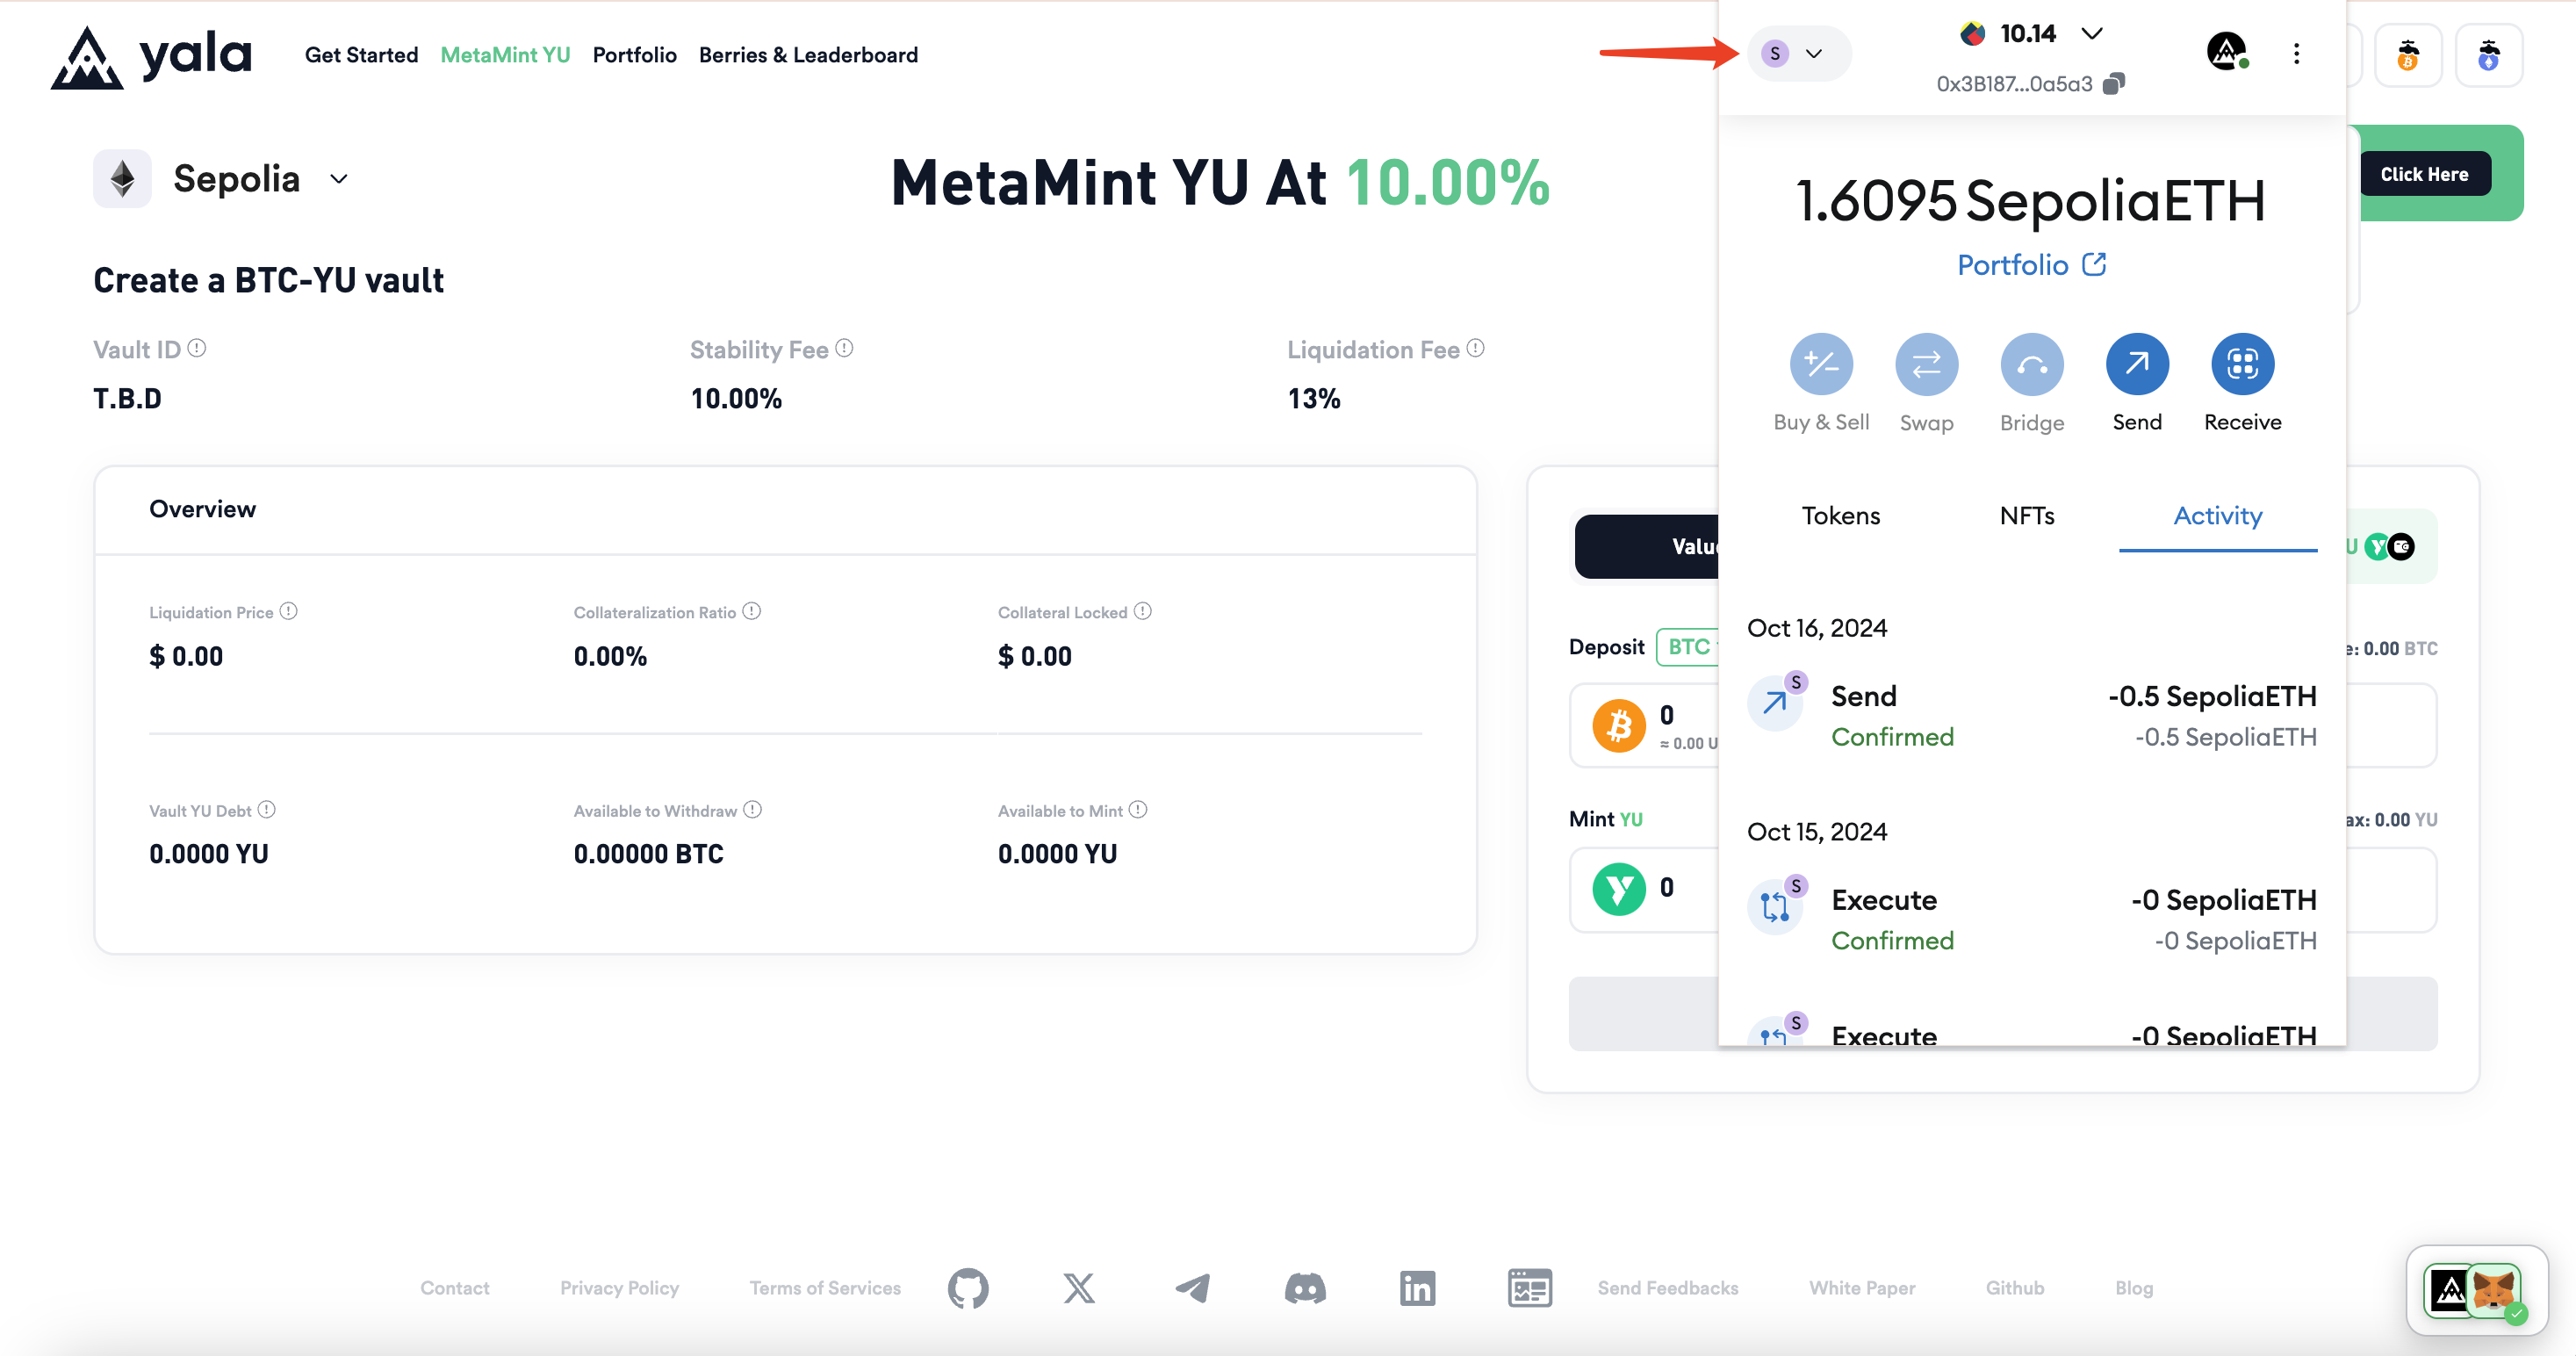 yala
Get Started
MetaMint YU
Portfolio
Berries & Leaderboard
S
10.14
0x3B187...0a5a3
Sepolia
MetaMint YU At 10.00%
Click Here
1.6095 SepoliaETH
Portfolio
Create a BTC-YU vault
Vault ID
T.B.D
Stability Fee
10.00%
Liquidation Fee
13%
Buy & Sell
Swap
Bridge
Send
Receive
Tokens
NFTs
Activity
Overview
Liquidation Price
$ 0.00
Collateralization Ratio
0.00%
Collateral Locked
$ 0.00
Vault YU Debt
0.0000 YU
Available to Withdraw
0.00000 BTC
Available to Mint
0.0000 YU
Deposit
BTC
0.00 BTC
0
≈ 0.00
Mint YU
0.00 YU
0
Oct 16, 2024
S
Send
-0.5 SepoliaETH
Confirmed
-0.5 SepoliaETH
Oct 15, 2024
S
Execute
-0 SepoliaETH
Confirmed
-0 SepoliaETH
S
Execute
-0 SepoliaETH
Contact
Privacy Policy
Terms of Services
Send Feedbacks
White Paper
Github
Blog